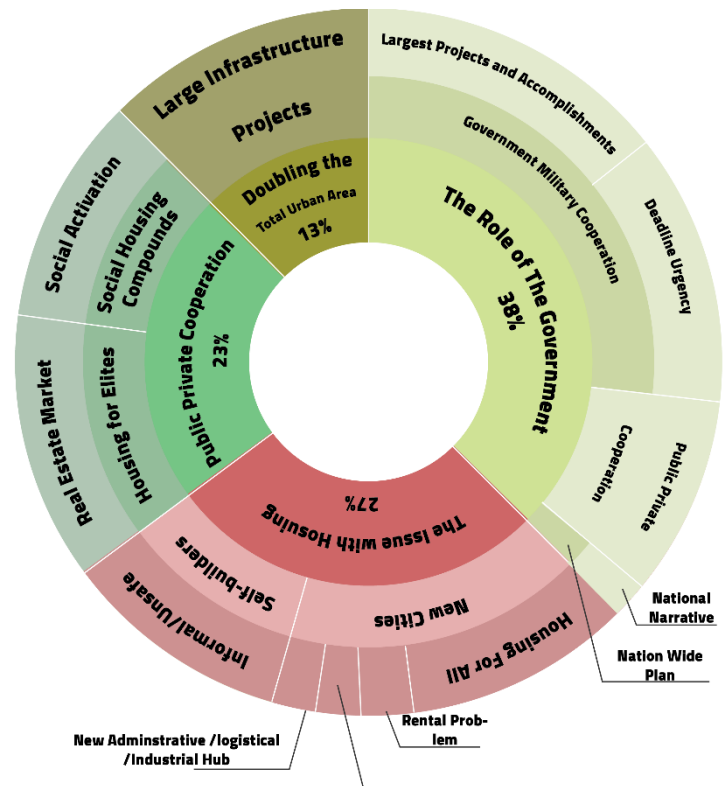 Large Infrastructure
Projects
Doubling the
Total Urban Area
13%
Largest Projects and Accomplishments
Government Military Cooperation
The Role of The Government
38%
Deadline Urgency
Public Private
Cooperation
National
Narrative
Nation Wide
Plan
The Issue with Hosuing
27%
New Cities
Housing For All
Rental Prob-
lem
New Adminstrative /logistical
/Industrial Hub
Self-builders
Informal/Unsafe
Public Private Cooperation
23%
Housing for Elites
Real Estate Market
Social Housing
Compounds
Social Activation